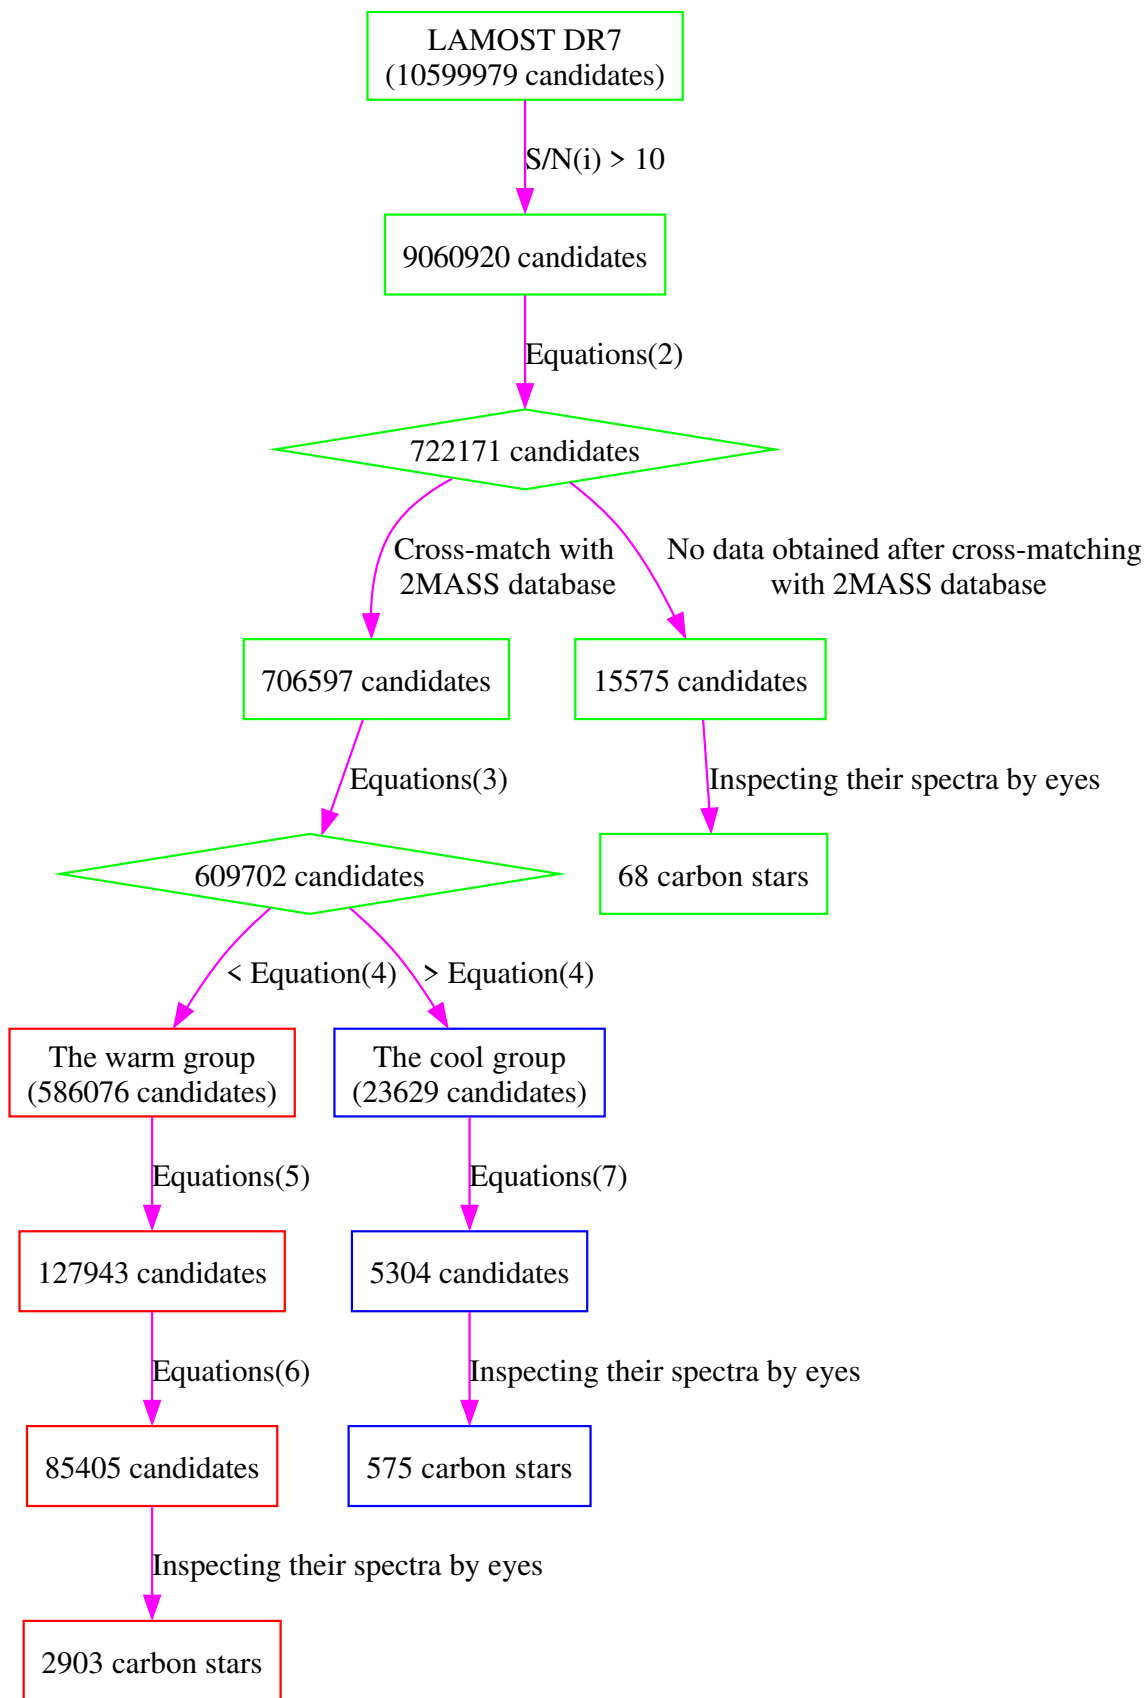 LAMOST DR7
(10599979 candidates)
S/N(i) > 10
9060920 candidates
Equations(2)
722171 candidates
Cross-match with
2MASS database
No data obtained after cross-matching
with 2MASS database
706597 candidates
15575 candidates
Equations(3)
Inspecting their spectra by eyes
609702 candidates
68 carbon stars
< Equation(4)
> Equation(4)
The warm group
(586076 candidates)
The cool group
(23629 candidates)
Equations(5)
Equations(7)
127943 candidates
5304 candidates
Equations(6)
Inspecting their spectra by eyes
85405 candidates
575 carbon stars
Inspecting their spectra by eyes
2903 carbon stars